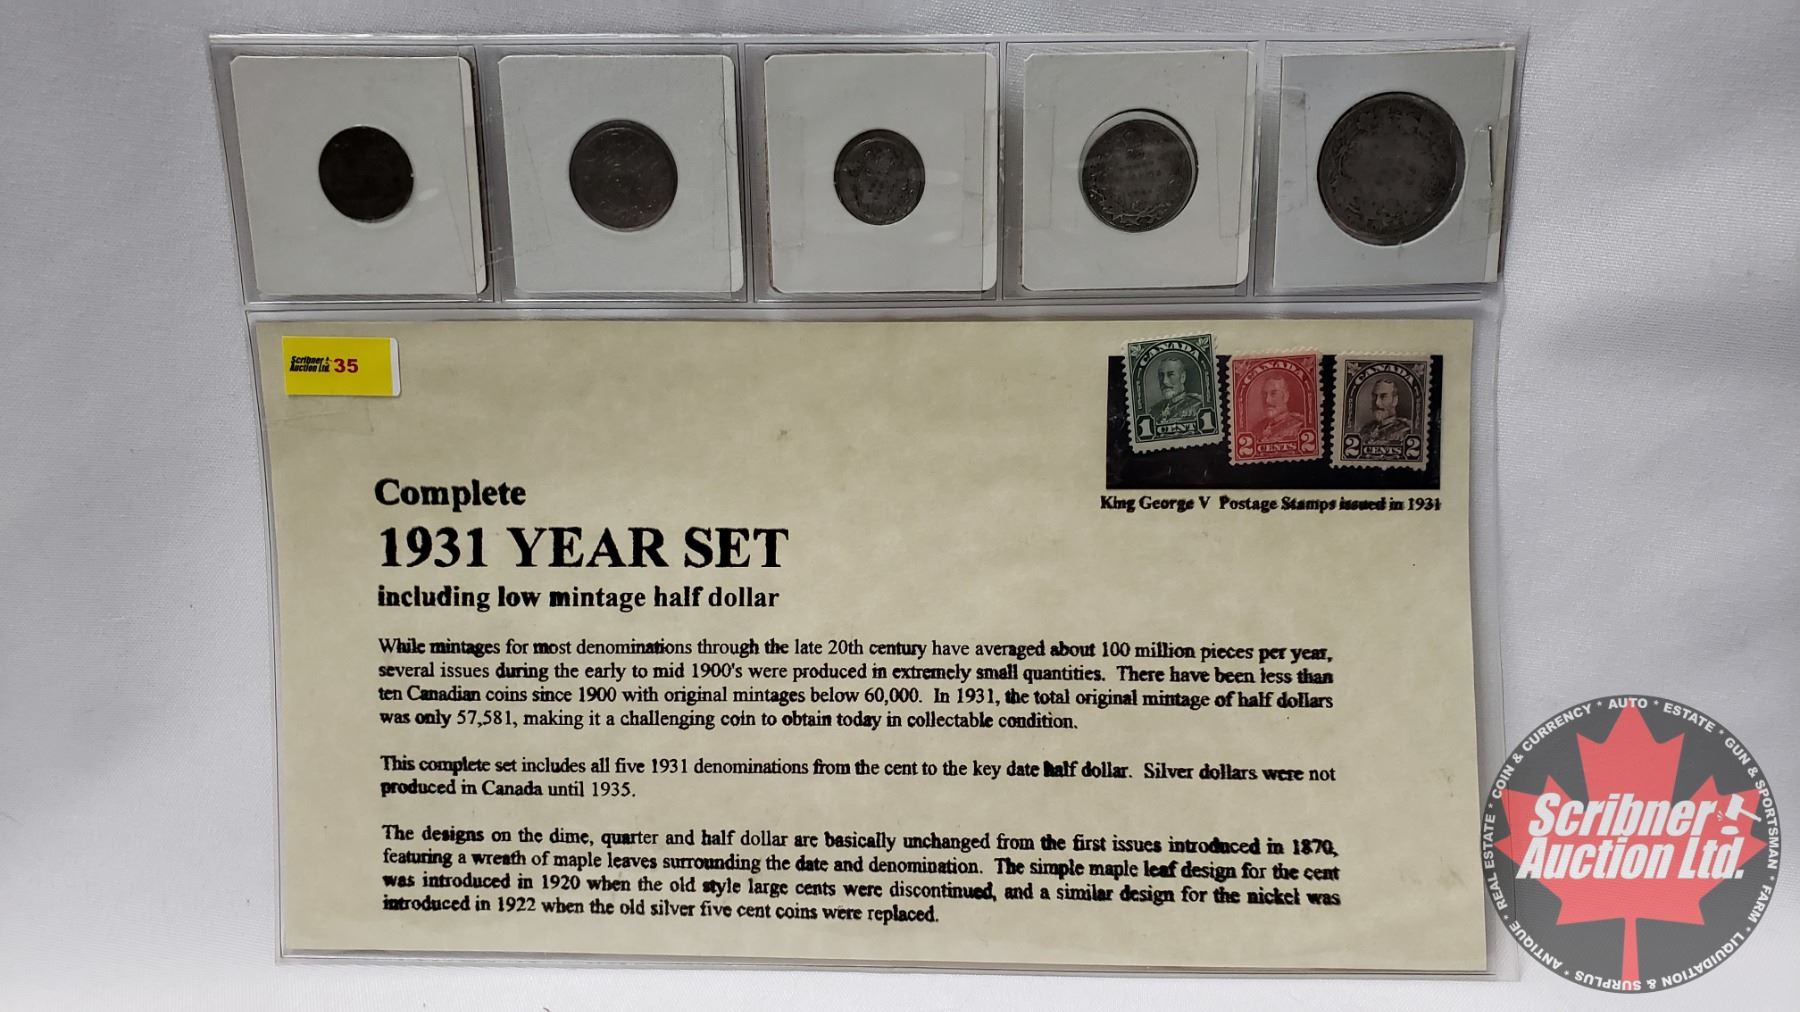 Scribner
Auction Ltd. 35
CANADA
1 CENT 1
CANADA
2 CENTS 2
CANADA
2 CENTS 2
King George V Postage Stamps issued in 1931
Complete
1931 YEAR SET
including low mintage half dollar
While mintages for most denominations through the late 20th century have averaged about 100 million pieces per year,
several issues during the early to mid 1900's were produced in extremely small quantities. There have been less than
ten Canadian coins since 1900 with original mintages below 60,000. In 1931, the total original mintage of half dollars
was only 57,581, making it a challenging coin to obtain today in collectable condition.
This complete set includes all five 1931 denominations from the cent to the key date half dollar. Silver dollars were not
produced in Canada until 1935.
The designs on the dime, quarter and half dollar are basically unchanged from the first issues introduced in 1870,
featuring a wreath of maple leaves surrounding the date and denomination. The simple maple leaf design for the cent
was introduced in 1920 when the old style large cents were discontinued, and a similar design for the nickel was
introduced in 1922 when the old silver five cent coins were replaced.
Scribner
Auction Ltd.
COIN & CURRENCY * AUTO * ESTATE * GUN & SPORTSMAN * FARM * LIQUIDATION & SURPLUS * ANTIQUE * REAL ESTATE *